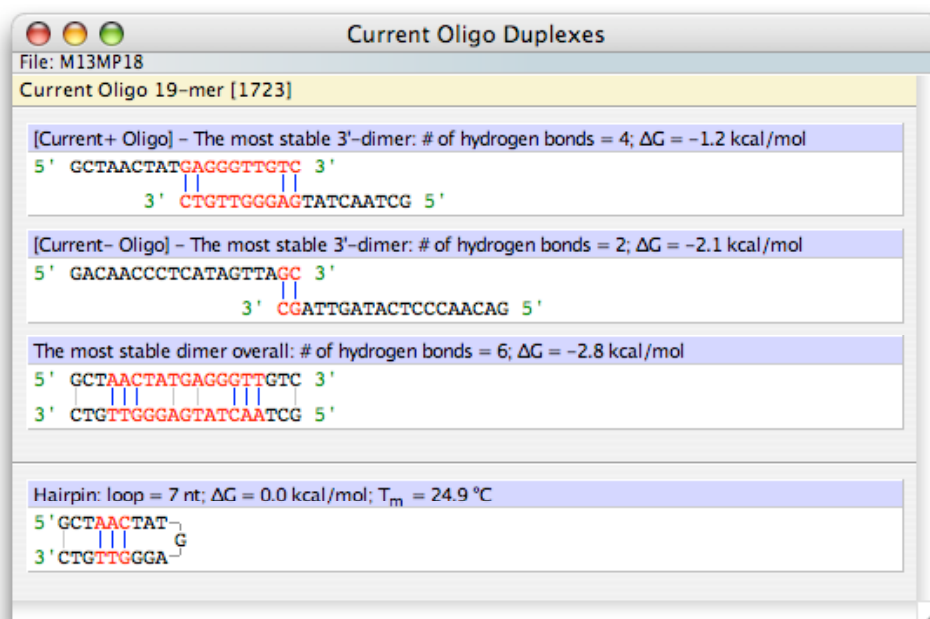 Current Oligo Duplexes
File: M13MP18
Current Oligo 19-mer [1723]
[Current+ Oligo] - The most stable 3'-dimer: # of hydrogen bonds = 4; ΔG = -1.2 kcal/mol
5' GCTAACTATGAGGGTTGTC 3'
3' CTGTTGGGAGTATCAATCG 5'
[Current- Oligo] - The most stable 3'-dimer: # of hydrogen bonds = 2; ΔG = -2.1 kcal/mol
5' GACAACCCTCATAGTTAGC 3'
3' CGATTGATACTCCCAACAG 5'
The most stable dimer overall: # of hydrogen bonds = 6; ΔG = -2.8 kcal/mol
5' GCTAACTATGAGGGTTGTC 3'
3' CTGTTGGGAGTATCAATCG 5'
Hairpin: loop = 7 nt; ΔG = 0.0 kcal/mol; Tm = 24.9 °C
5'GCTAACTAT
G
3'CTGTTGGGA